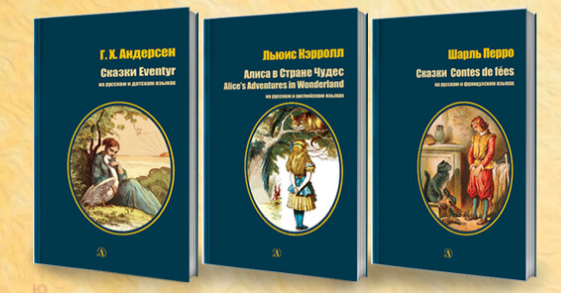 Г. Х. Андерсен
Сказки Eventyr
на русском и датском языках
Льюис Кэрролл
Алиса в Стране Чудес
Alice's Adventures in Wonderland
на русском и английском языках
Шарль Перро
Сказки Contes de fées
на русском и французском языках